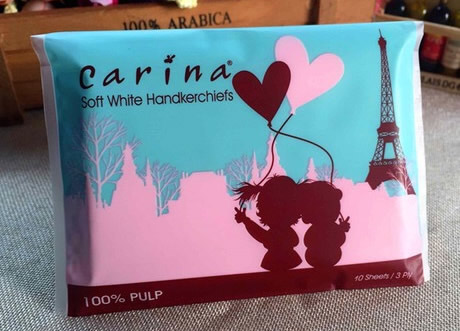 100% ARABICA
Carina®
Soft White Handkerchiefs
10 Sheets / 3 Ply
100% PULP